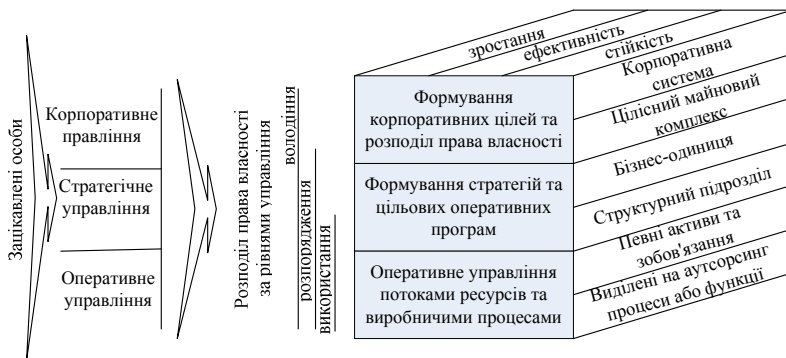 Зацікавлені особи
Корпоративне
правління
Стратегічне
управління
Оперативне
управління
Розподіл права власності
за рівнями управління
володіння
розпорядження
використання
зростання
ефективність
стійкість
Формування
корпоративних цілей та
розподіл права власності
Формування стратегій та
цільових оперативних
програм
Оперативне управління
потоками ресурсів та
виробничими процесами
Корпоративна
система
Цілісний майновий
комплекс
Бізнес-одиниця
Структурний підрозділ
Певні активи та
зобов'язання
Виділені на аутсорсинг
процеси або функції